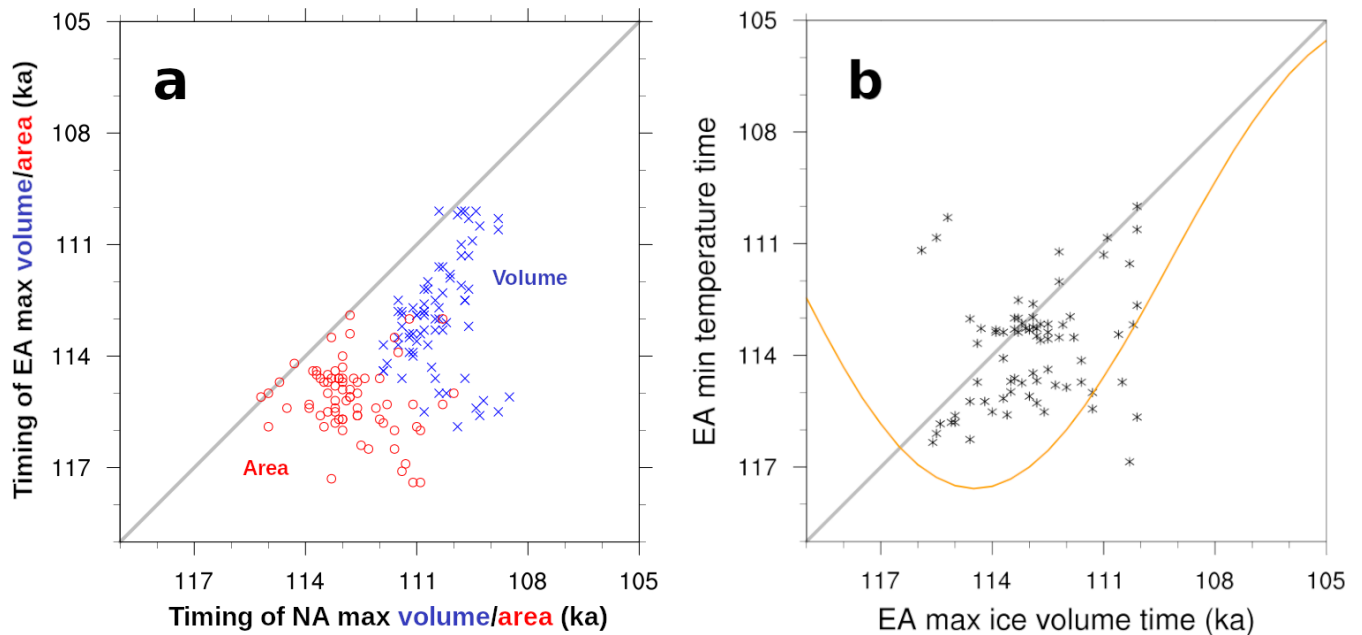 a
Timing of EA max volume/area (ka)
105
108
111
114
117
Volume
Area
117
114
111
108
105
Timing of NA max volume/area (ka)
b
EA min temperature time
105
108
111
114
117
117
114
111
108
105
EA max ice volume time (ka)